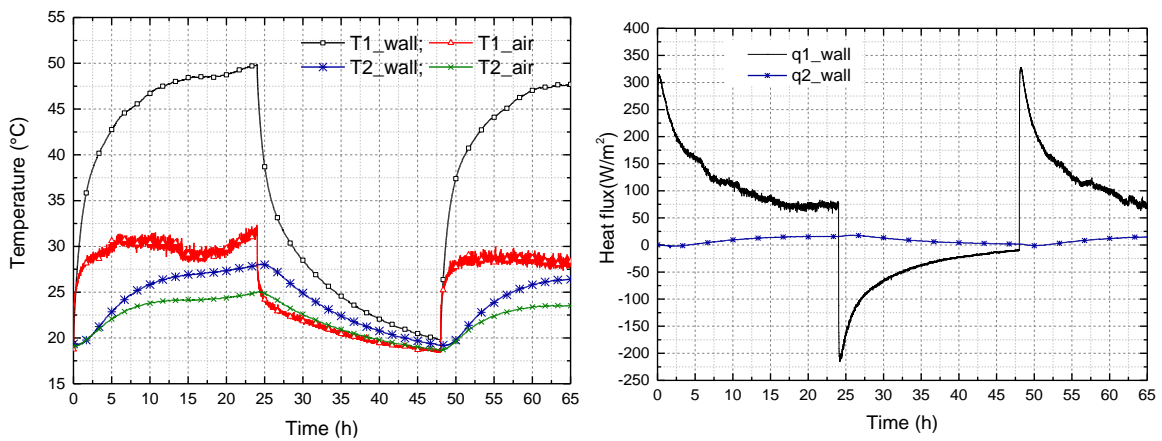 T1_wall; T1_air
T2_wall; T2_air
Temperature (°C)
55
50
45
40
35
30
25
20
15
0 5 10 15 20 25 30 35 40 45 50 55 60 65
Time (h)
q1_wall
q2_wall
Heat flux(W/m²)
400
350
300
250
200
150
100
50
0
-50
-100
-150
-200
-250
0 5 10 15 20 25 30 35 40 45 50 55 60 65
Time (h)